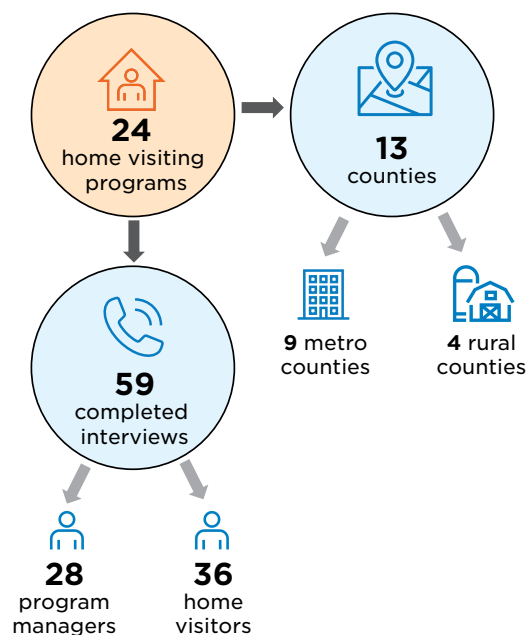 24
home visiting
programs
13
counties
9 metro
counties
4 rural
counties
59
completed
interviews
28
program
managers
36
home
visitors